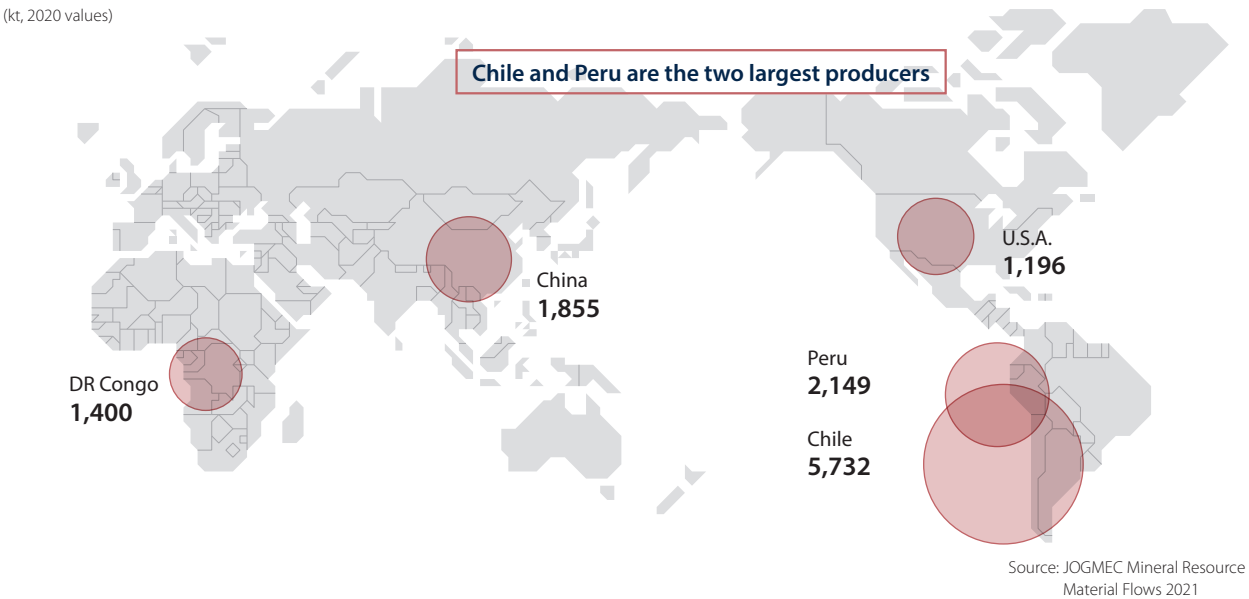 (kt, 2020 values)
Chile and Peru are the two largest producers
U.S.A.
1,196
China
1,855
Peru
2,149
DR Congo
1,400
Chile
5,732
Source: JOGMEC Mineral Resource
Material Flows 2021